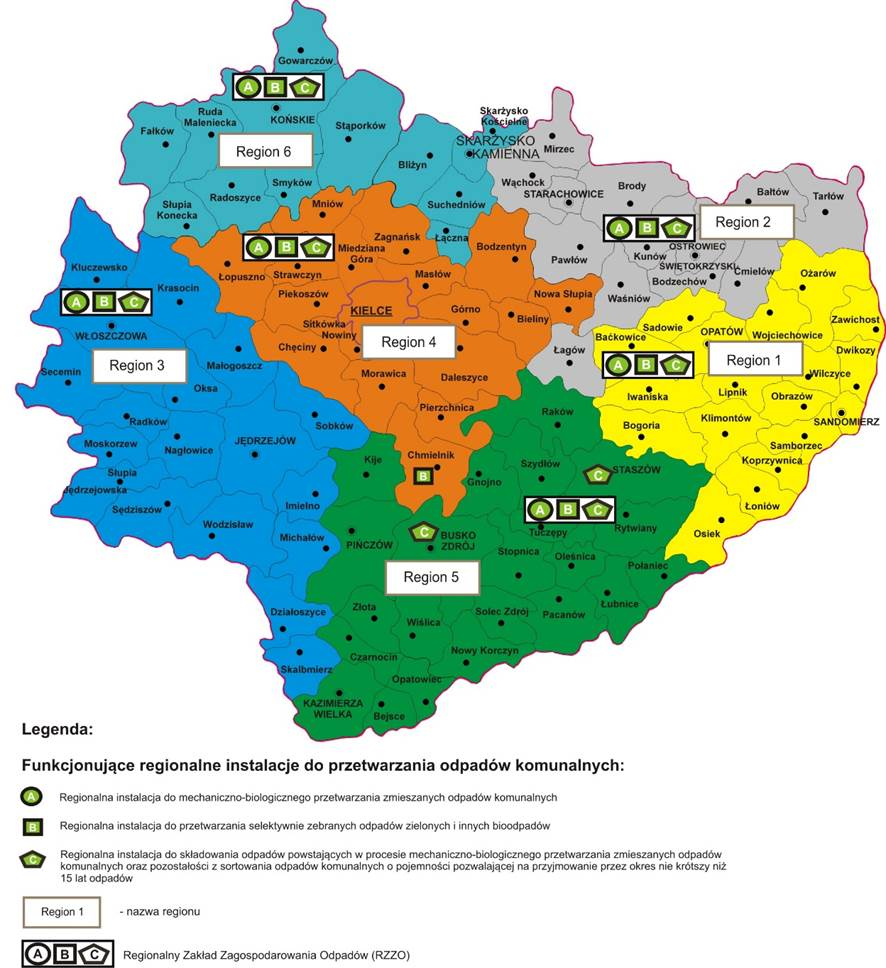 Gowarczów
A B C
KOŃSKIE
Ruda
Maleniecka
Fałków
Stąporków
Region 6
Skarżysko
Kościelne
SKARŻYSKO
KAMIENNA
Mirzec
Bliżyn
Wąchock
STARACHOWICE
Brody
Bałtów
Tarłów
Smyków
Radoszyce
Słupia
Konecka
Suchedniów
Mniów
Łączna
A B C
Region 2
Zagnańsk
A B C
Miedziana
Góra
Bodzentyn
Pawłów
Kunów
OSTROWIEC
ŚWIĘTOKRZYSKI
Ćmielów
Kluczewsko
Łopuszno
Strawczyn
Masłów
Bodzechów
Ożarów
Krasocin
Piekoszów
Nowa Słupia
Waśniów
A B C
KIELCE
Górno
Bieliny
Sitkówka
Nowiny
Sadowie
OPATÓW
Wojciechowice
Zawichost
WŁOSZCZOWA
Region 4
Baćkowice
Chęciny
Łagów
Dwikozy
Region 3
Małogoszcz
A B C
Region 1
Secemin
Morawica
Daleszyce
Wilczyce
Oksa
Iwaniska
Lipnik
Obrazów
Pierzchnica
Raków
Radków
Sobków
Bogoria
Klimontów
SANDOMIERZ
Moskorzew
Nagłowice
JĘDRZEJÓW
Samborzec
Kije
Chmielnik
Szydłów
Koprzywnica
Słupia
Jędrzejowska
B
Gnojno
C
STASZÓW
Sędziszów
Imielno
A B C
Łoniów
Wodzisław
Michałów
PIŃCZÓW
C
BUSKO
ZDRÓJ
Tuczępy
Rytwiany
Osiek
Stopnica
Oleśnica
Połaniec
Region 5
Działoszyce
Złota
Wiślica
Solec Zdrój
Pacanów
Łubnice
Skalbmierz
Czarnocin
Nowy Korczyn
Opatowiec
KAZIMIERZA
WIELKA
Bejsce
Legenda:
Funkcjonujące regionalne instalacje do przetwarzania odpadów komunalnych:
A Regionalna instalacja do mechaniczno-biologicznego przetwarzania zmieszanych odpadów komunalnych
B Regionalna instalacja do przetwarzania selektywnie zebranych odpadów zielonych i innych bioodpadów
C Regionalna instalacja do składowania odpadów powstających w procesie mechaniczno-biologicznego przetwarzania zmieszanych odpadów
komunalnych oraz pozostałości z sortowania odpadów komunalnych o pojemności pozwalającej na przyjmowanie przez okres nie krótszy niż
15 lat odpadów
Region 1 - nazwa regionu
A B C Regionalny Zakład Zagospodarowania Odpadów (RZZO)